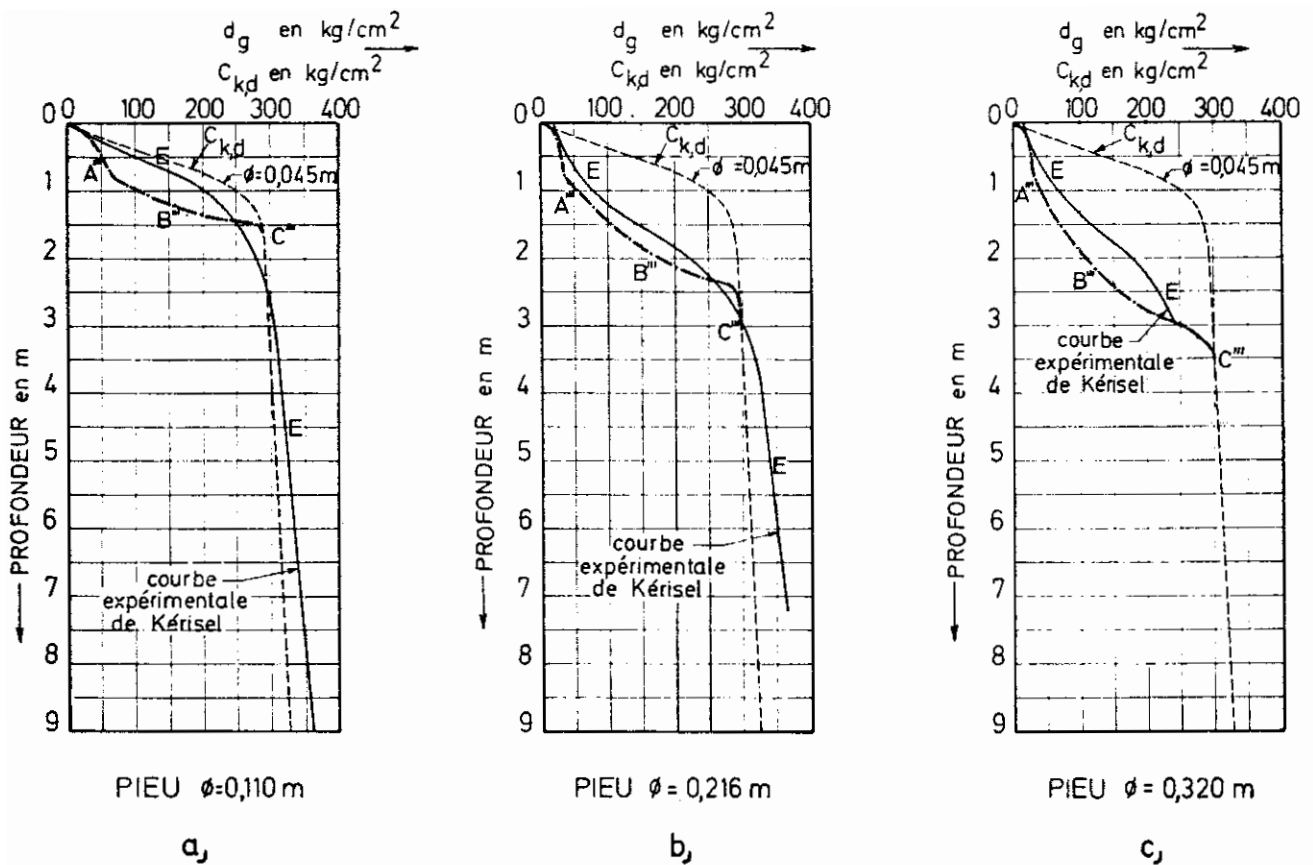 d_g en kg/cm²
C_k,d en kg/cm²
0 100 200 300 400
0
1
2
3
4
5
6
7
8
9
PROFONDEUR en m
C_k,d
E
ø=0,045m
A'''
B'''
C'''
E
courbe
expérimentale
de Kérisel
PIEU ø=0,110 m
a,
d_g en kg/cm²
C_k,d en kg/cm²
0 100 200 300 400
0
1
2
3
4
5
6
7
8
9
PROFONDEUR en m
C_k,d
E
ø=0,045m
A'''
B'''
C'''
E
courbe
expérimentale
de Kérisel
PIEU ø=0,216 m
b,
d_g en kg/cm²
C_k,d en kg/cm²
0 100 200 300 400
0
1
2
3
4
5
6
7
8
9
PROFONDEUR en m
C_k,d
E
ø=0,045m
A'''
B'''
E
courbe
expérimentale
de Kérisel
C'''
PIEU ø= 0,320 m
c,